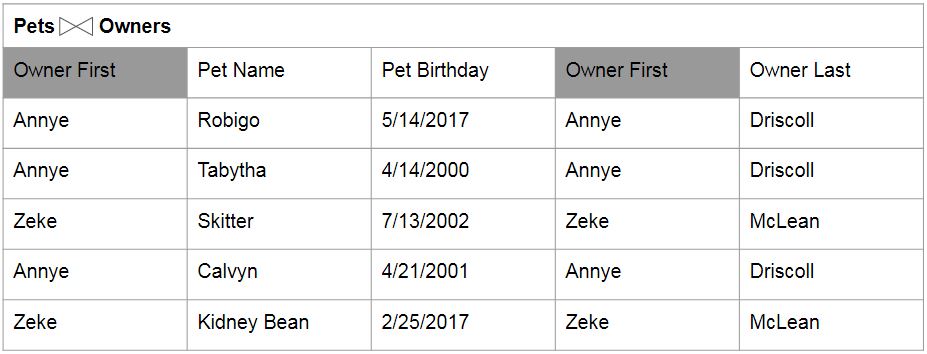 Pets ⋈ Owners
Owner First Pet Name Pet Birthday Owner First Owner Last
Annye Robigo 5/14/2017 Annye Driscoll
Annye Tabytha 4/14/2000 Annye Driscoll
Zeke Skitter 7/13/2002 Zeke McLean
Annye Calvyn 4/21/2001 Annye Driscoll
Zeke Kidney Bean 2/25/2017 Zeke McLean